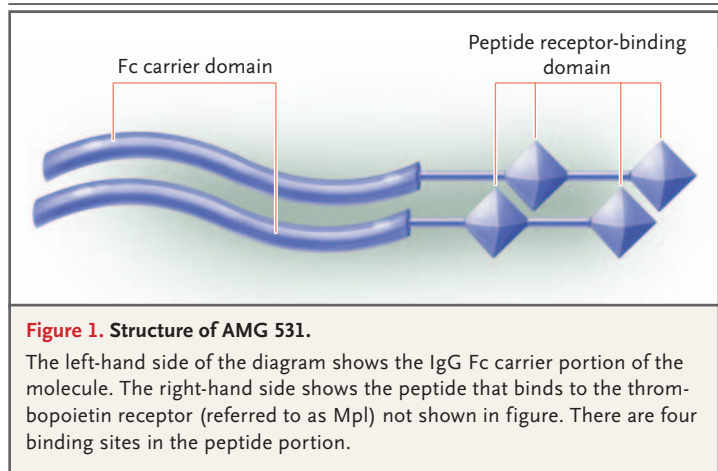 Fc carrier domain
Peptide receptor-binding
domain
Figure 1. Structure of AMG 531.
The left-hand side of the diagram shows the IgG Fc carrier portion of the
molecule. The right-hand side shows the peptide that binds to the throm-
bopoietin receptor (referred to as Mpl) not shown in figure. There are four
binding sites in the peptide portion.